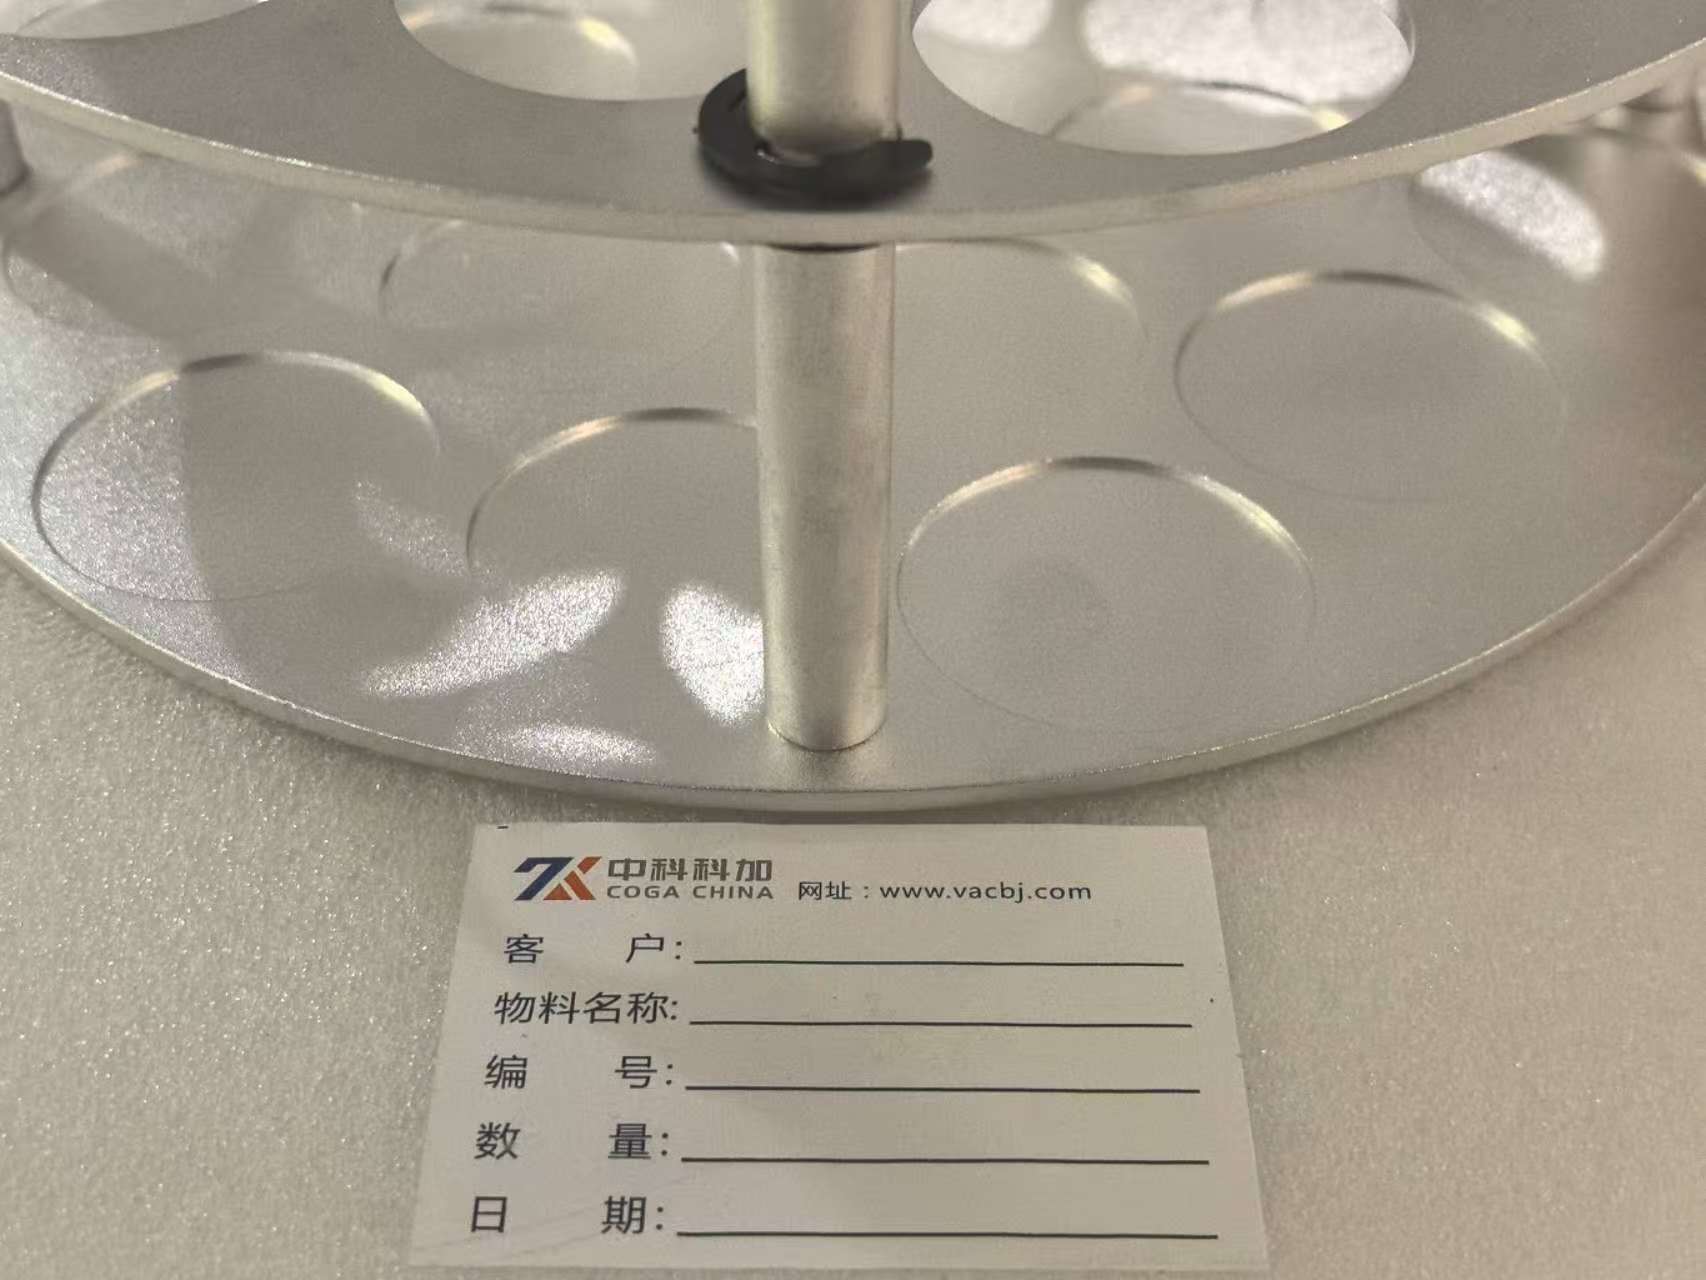 中科科加
COGA CHINA 网址：www.vacbj.com
客 户：
物料名称:
编 号：
数 量：
日 期：